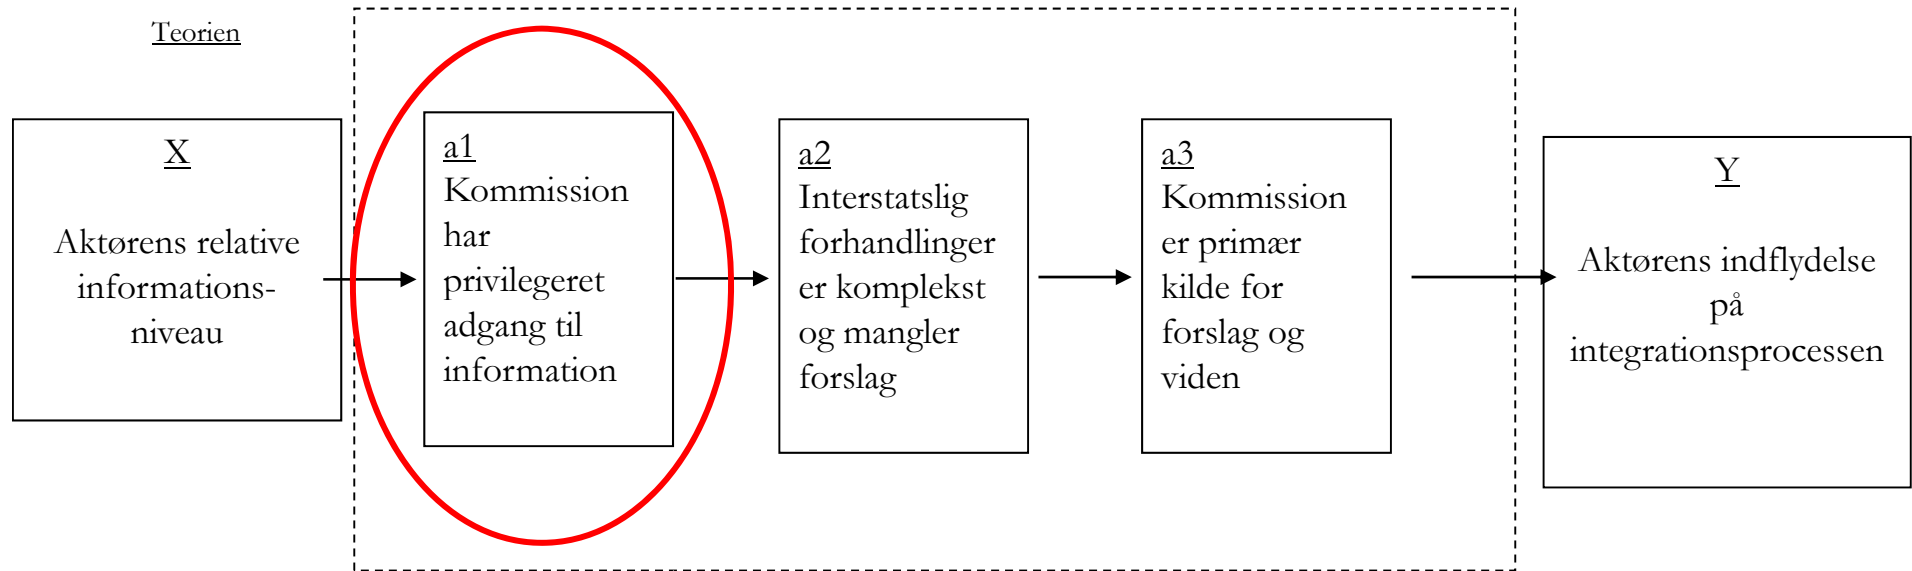 Teorien
X
Aktørens relative
informations-
niveau
a1
Kommission
har
privilegeret
adgang til
information
a2
Interstatslig
forhandlinger
er komplekst
og mangler
forslag
a3
Kommission
er primær
kilde for
forslag og
viden
Y
Aktørens indflydelse
på
integrationsprocessen